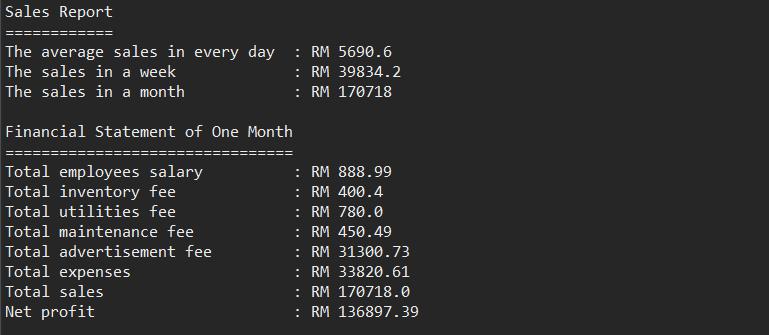 Sales Report
============
The average sales in every day  : RM 5690.6
The sales in a week             : RM 39834.2
The sales in a month            : RM 170718
Financial Statement of One Month
================================
Total employees salary          : RM 888.99
Total inventory fee             : RM 400.4
Total utilities fee             : RM 780.0
Total maintenance fee           : RM 450.49
Total advertisement fee         : RM 31300.73
Total expenses                  : RM 33820.61
Total sales                     : RM 170718.0
Net profit                      : RM 136897.39